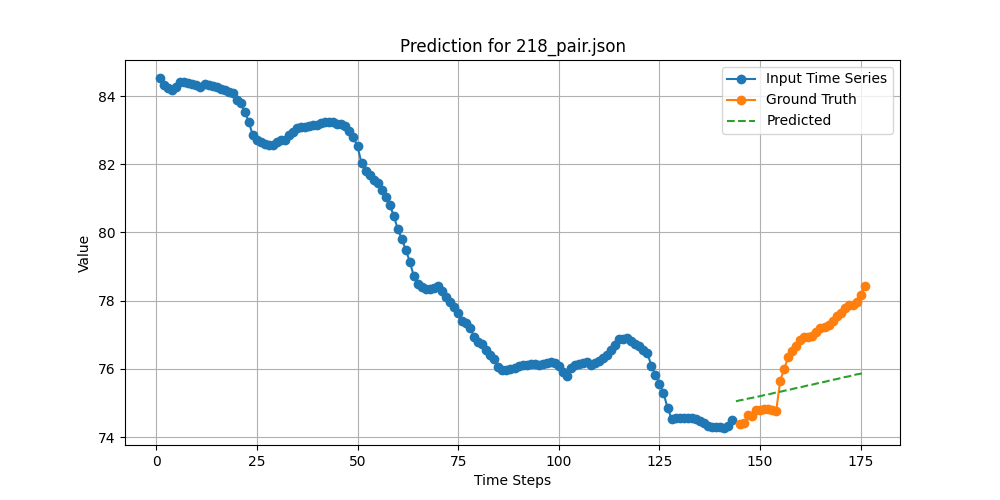 Prediction for 218_pair.json
Input Time Series
Ground Truth
Predicted
84
82
80
78
76
74
Value
0 25 50 75 100 125 150 175
Time Steps